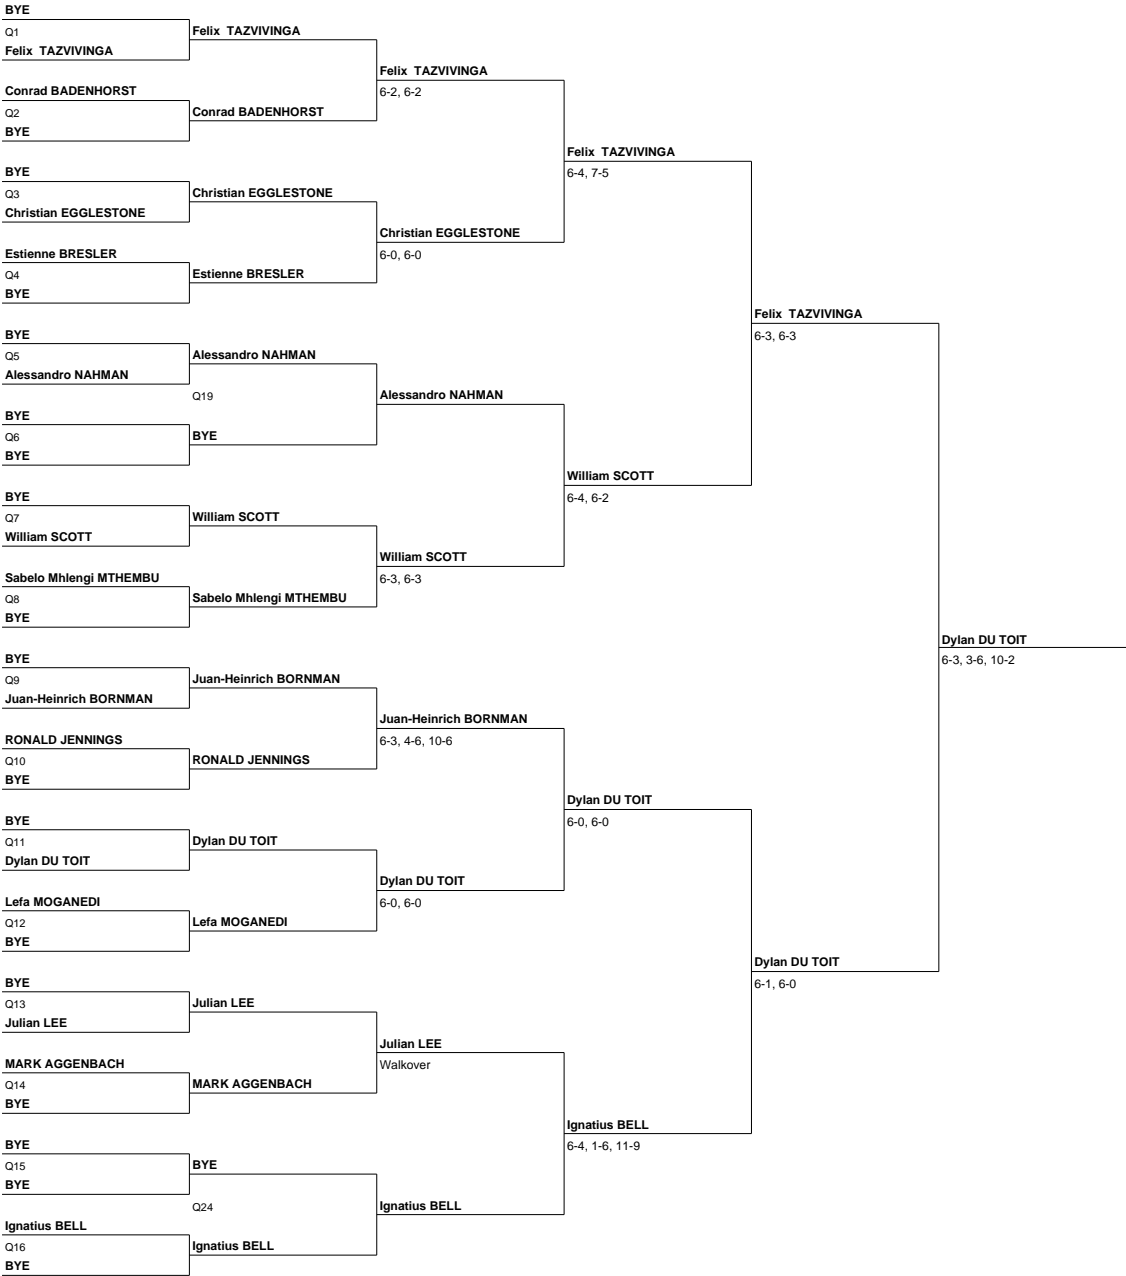 BYE
Q1
Felix TAZVIVINGA
Conrad BADENHORST
Q2
BYE
BYE
Q3
Christian EGGLESTONE
Estienne BRESLER
Q4
BYE
BYE
Q5
Alessandro NAHMAN
BYE
Q6
BYE
BYE
Q7
William SCOTT
Sabelo Mhlengi MTHEMBU
Q8
BYE
BYE
Q9
Juan-Heinrich BORNMAN
RONALD JENNINGS
Q10
BYE
BYE
Q11
Dylan DU TOIT
Lefa MOGANEDI
Q12
BYE
BYE
Q13
Julian LEE
MARK AGGENBACH
Q14
BYE
BYE
Q15
BYE
Ignatius BELL
Q16
BYE
Felix TAZVIVINGA
Conrad BADENHORST
Christian EGGLESTONE
Estienne BRESLER
Alessandro NAHMAN
Q19
BYE
William SCOTT
Sabelo Mhlengi MTHEMBU
Juan-Heinrich BORNMAN
RONALD JENNINGS
Dylan DU TOIT
Lefa MOGANEDI
Julian LEE
MARK AGGENBACH
BYE
Q24
Ignatius BELL
Felix TAZVIVINGA
6-2, 6-2
Christian EGGLESTONE
6-0, 6-0
Alessandro NAHMAN
William SCOTT
6-3, 6-3
Juan-Heinrich BORNMAN
6-3, 4-6, 10-6
Dylan DU TOIT
6-0, 6-0
Julian LEE
Walkover
Ignatius BELL
Felix TAZVIVINGA
6-4, 7-5
William SCOTT
6-4, 6-2
Dylan DU TOIT
6-0, 6-0
Ignatius BELL
6-4, 1-6, 11-9
Felix TAZVIVINGA
6-3, 6-3
Dylan DU TOIT
6-1, 6-0
Dylan DU TOIT
6-3, 3-6, 10-2